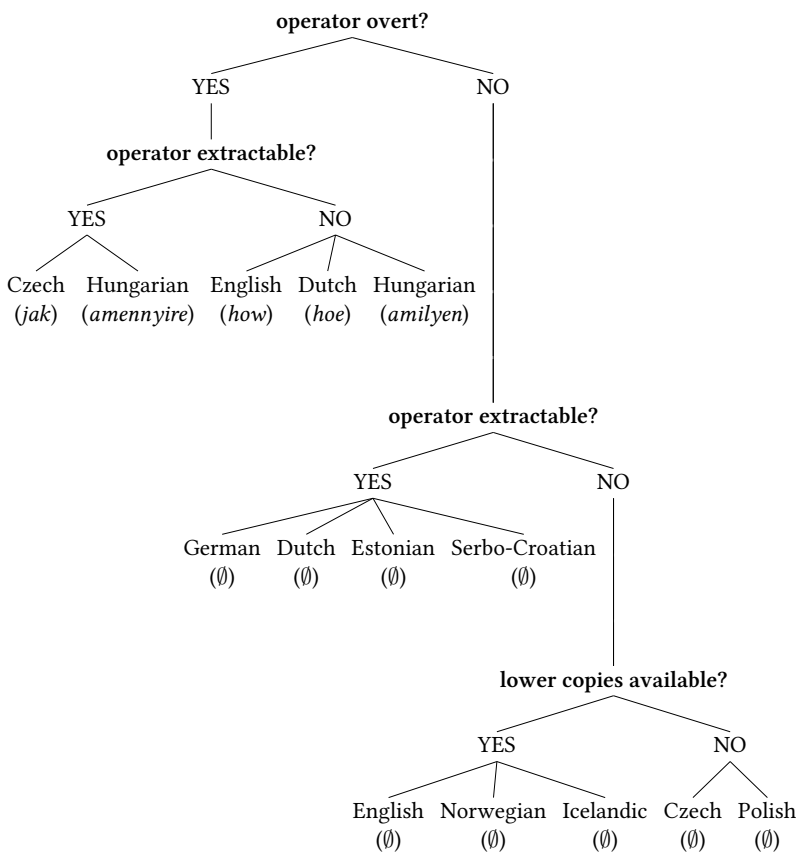 operator overt?
YES NO
operator extractable?
YES NO
Czech Hungarian English Dutch Hungarian
(jak) (amennyire) (how) (hoe) (amilyen)
operator extractable?
YES NO
German Dutch Estonian Serbo-Croatian
(∅) (∅) (∅) (∅)
lower copies available?
YES NO
English Norwegian Icelandic Czech Polish
(∅) (∅) (∅) (∅) (∅)